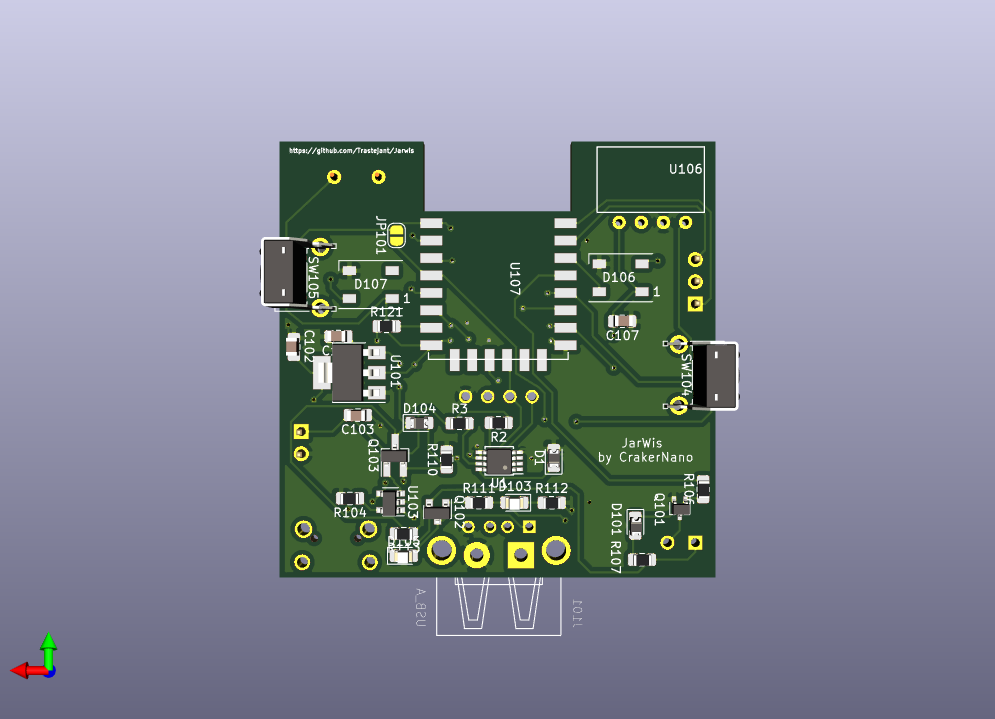 https://github.com/Trastejant/Jarwis
U106
JP101
SW105
D107
1
U107
D106
1
R121
C107
C102
U101
SW104
D104
R3
C103
R2
JarWis
by CrakerNano
Q103
R110
D1
U1
R104
U103
Q102
R111
D103
R112
R106
Q101
D101
R107
USB_A
J101